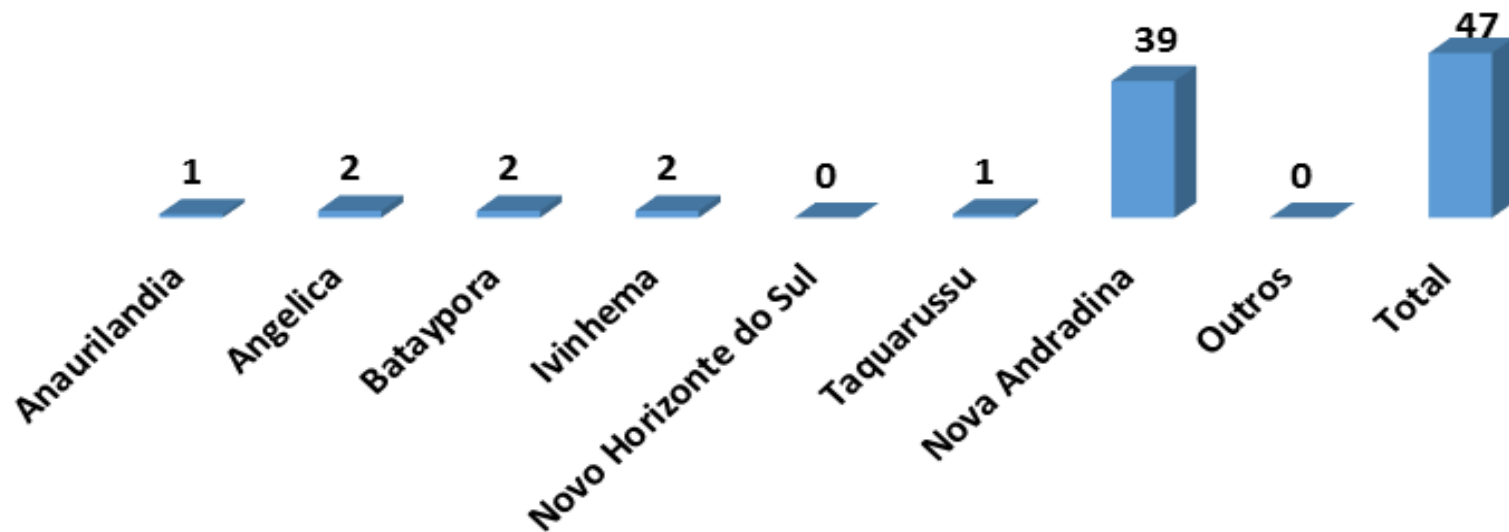 1
2
2
2
0
1
39
0
47
Anaurilandia
Angelica
Bataypora
Ivinhema
Novo Horizonte do Sul
Taquarussu
Nova Andradina
Outros
Total